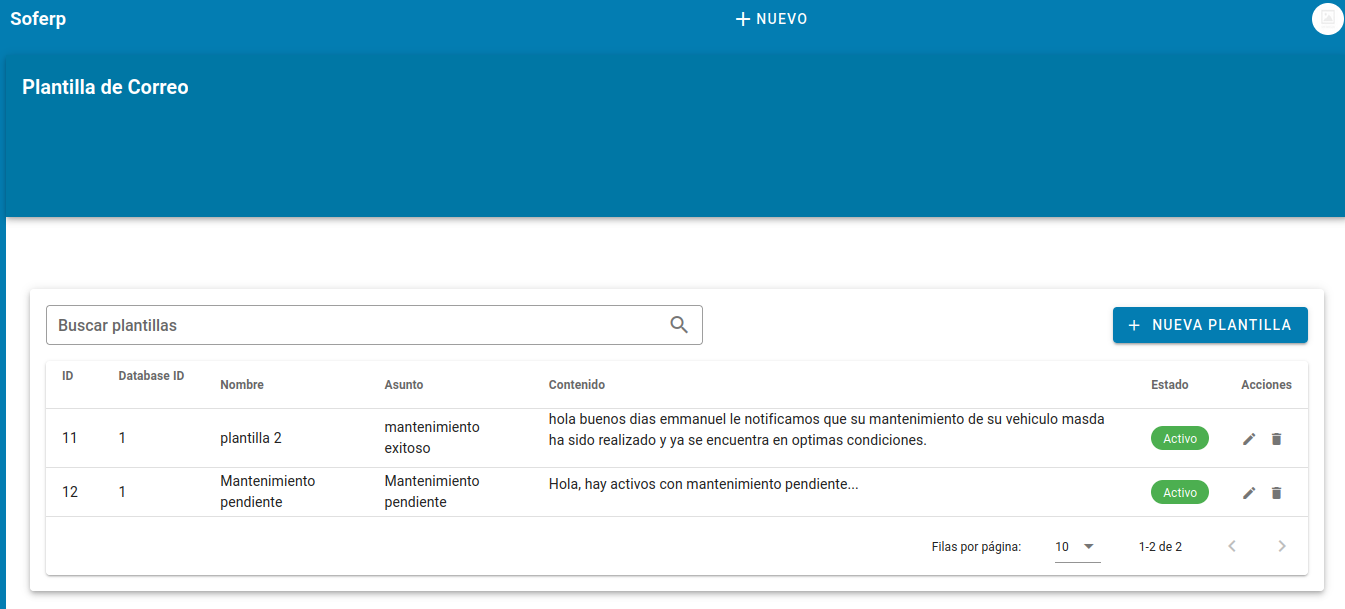 Soferp
NUEVO
Plantilla de Correo
Buscar plantillas
NUEVA PLANTILLA
ID Database ID Nombre Asunto Contenido Estado Acciones
11 1 plantilla 2 mantenimiento exitoso hola buenos dias emmanuel le notificamos que su mantenimiento de su vehiculo masda ha sido realizado y ya se encuentra en optimas condiciones. Activo
12 1 Mantenimiento pendiente Mantenimiento pendiente Hola, hay activos con mantenimiento pendiente... Activo
Filas por página: 10 1-2 de 2